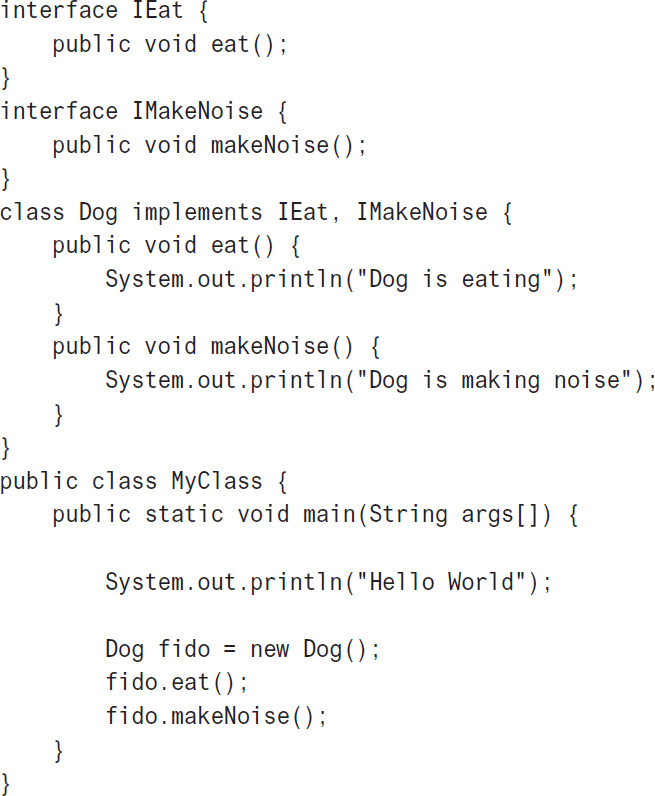 interface IEat {
    public void eat();
}
interface IMakeNoise {
    public void makeNoise();
}
class Dog implements IEat, IMakeNoise {
    public void eat() {
        System.out.println("Dog is eating");
    }
    public void makeNoise() {
        System.out.println("Dog is making noise");
    }
}
public class MyClass {
    public static void main(String args[]) {

        System.out.println("Hello World");

        Dog fido = new Dog();
        fido.eat();
        fido.makeNoise();
    }
}